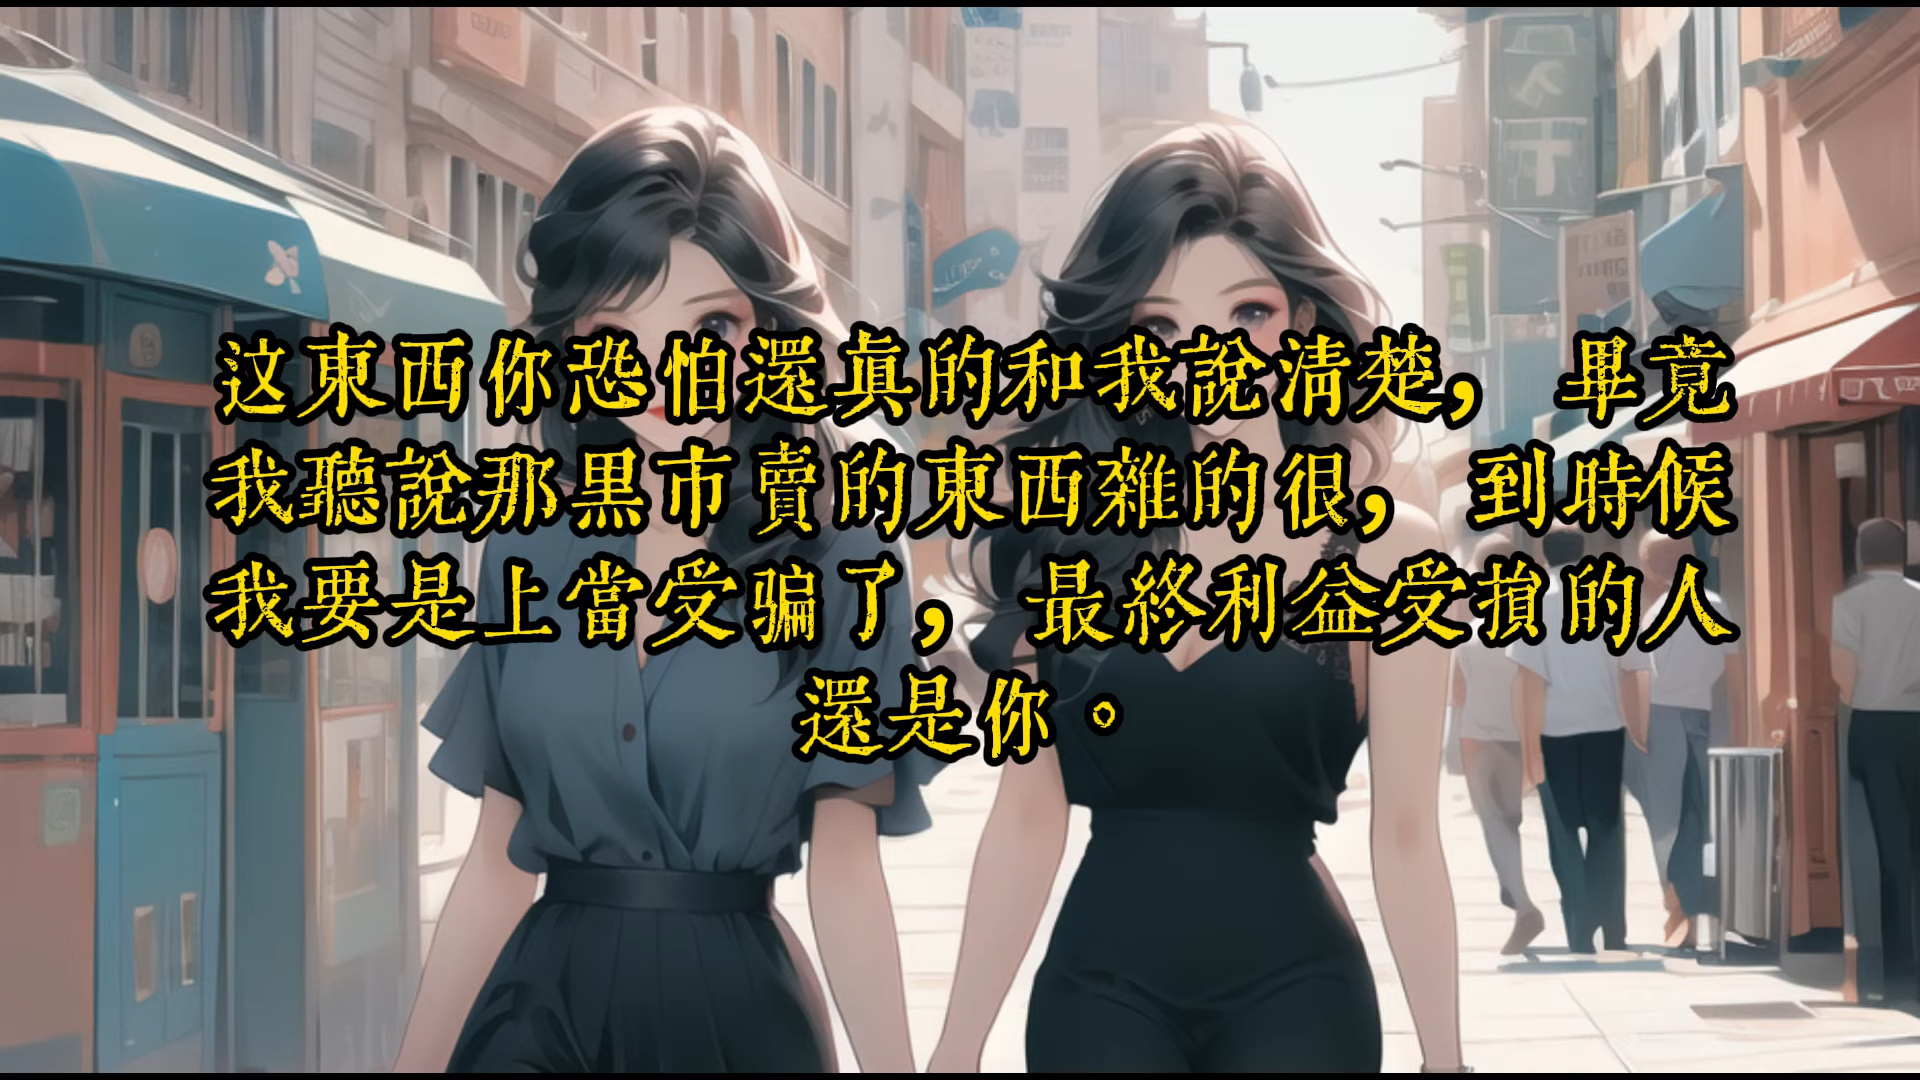 这東西你恐怕還真的和我說清楚，畢竟
我聽說那黑市賣的東西雜的很，到時候
我要是上當受骗了，最終利益受損的人
還是你。